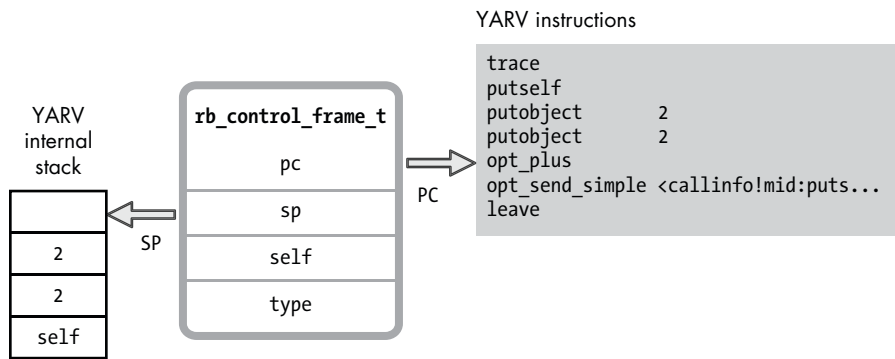 YARV instructions
trace
putself
putobject 2
putobject 2
opt_plus
opt_send_simple <callinfo!mid:puts...
leave
YARV
internal
stack
2
2
self
SP
rb_control_frame_t
pc
sp
self
type
PC